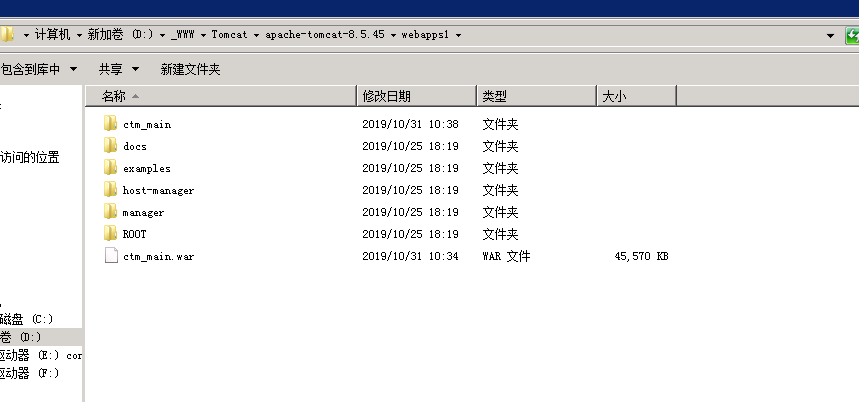 计算机 新加卷 (D:) _WWW Tomcat apache-tomcat-8.5.45 webapps1
包含到库中 共享 新建文件夹
名称 修改日期 类型 大小
ctm_main 2019/10/31 10:38 文件夹
docs 2019/10/25 18:19 文件夹
访问的位置
examples 2019/10/25 18:19 文件夹
host-manager 2019/10/25 18:19 文件夹
manager 2019/10/25 18:19 文件夹
ROOT 2019/10/25 18:19 文件夹
ctm_main.war 2019/10/31 10:34 WAR 文件 45,570 KB
磁盘 (C:)
卷 (D:)
驱动器 (E:) cor
驱动器 (F:)